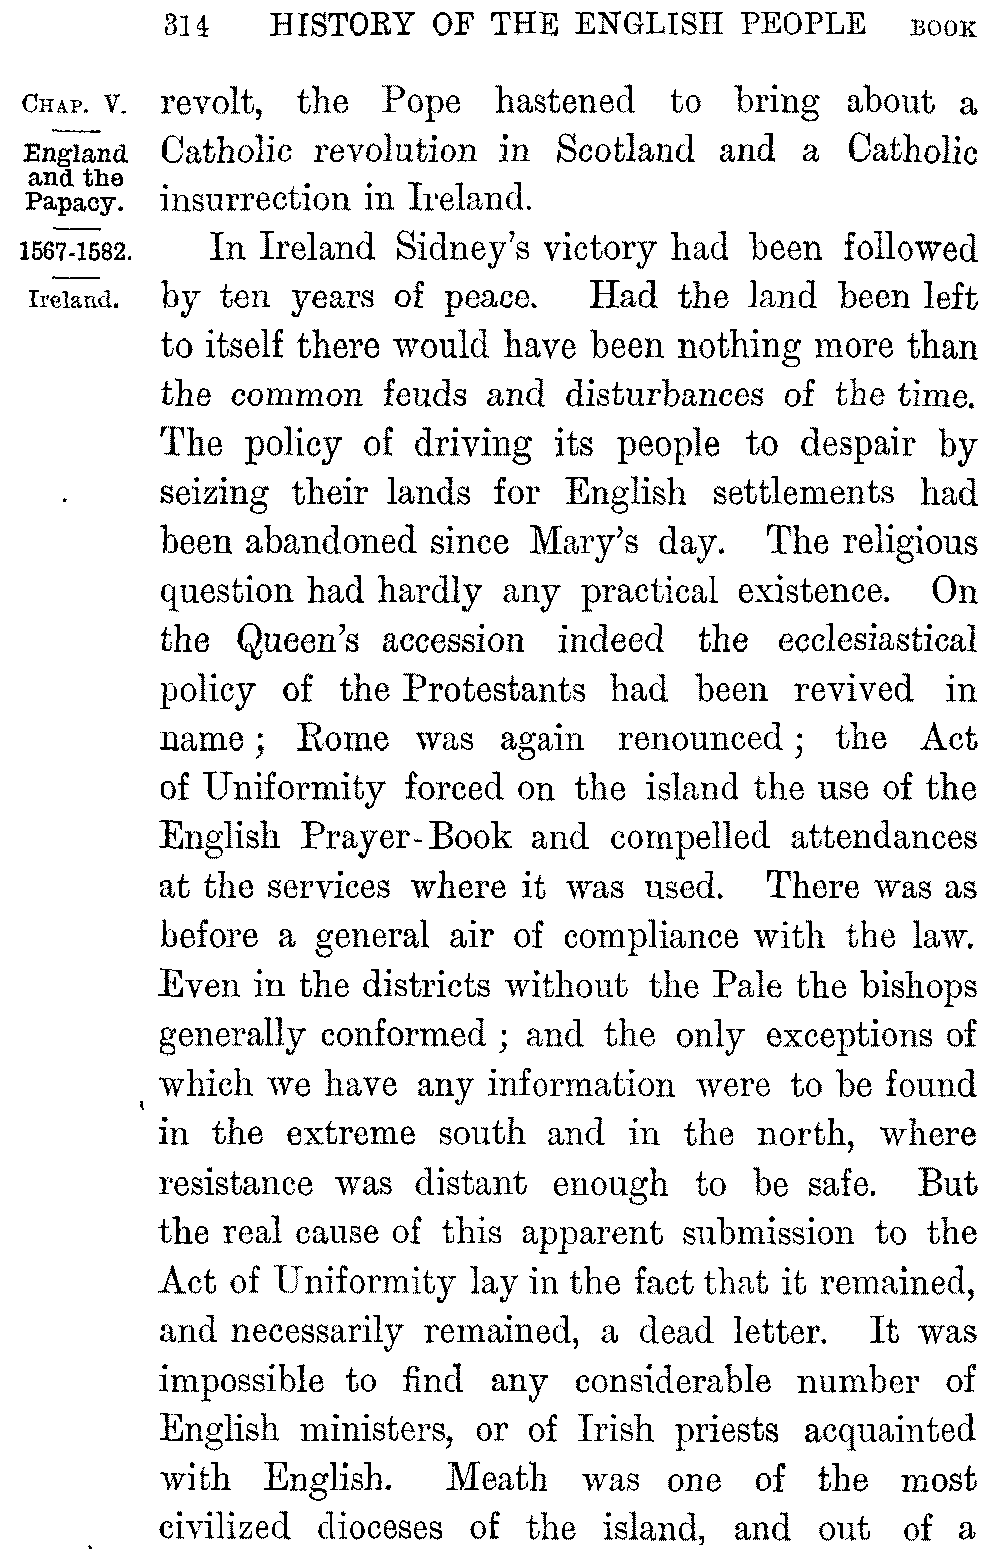 314 HISTORY OF THE ENGLISH PEOPLE BOOK
CHAP. V.
England
and the
Papacy.
1567-1582.
Ireland.
revolt, the Pope hastened to bring about a
Catholic revolution in Scotland and a Catholic
insurrection in Ireland.
In Ireland Sidney's victory had been followed
by ten years of peace. Had the land been left
to itself there would have been nothing more than
the common feuds and disturbances of the time.
The policy of driving its people to despair by
seizing their lands for English settlements had
been abandoned since Mary's day. The religious
question had hardly any practical existence. On
the Queen's accession indeed the ecclesiastical
policy of the Protestants had been revived in
name; Rome was again renounced; the Act
of Uniformity forced on the island the use of the
English Prayer-Book and compelled attendances
at the services where it was used. There was as
before a general air of compliance with the law.
Even in the districts without the Pale the bishops
generally conformed; and the only exceptions of
which we have any information were to be found
in the extreme south and in the north, where
resistance was distant enough to be safe. But
the real cause of this apparent submission to the
Act of Uniformity lay in the fact that it remained,
and necessarily remained, a dead letter. It was
impossible to find any considerable number of
English ministers, or of Irish priests acquainted
with English. Meath was one of the most
civilized dioceses of the island, and out of a